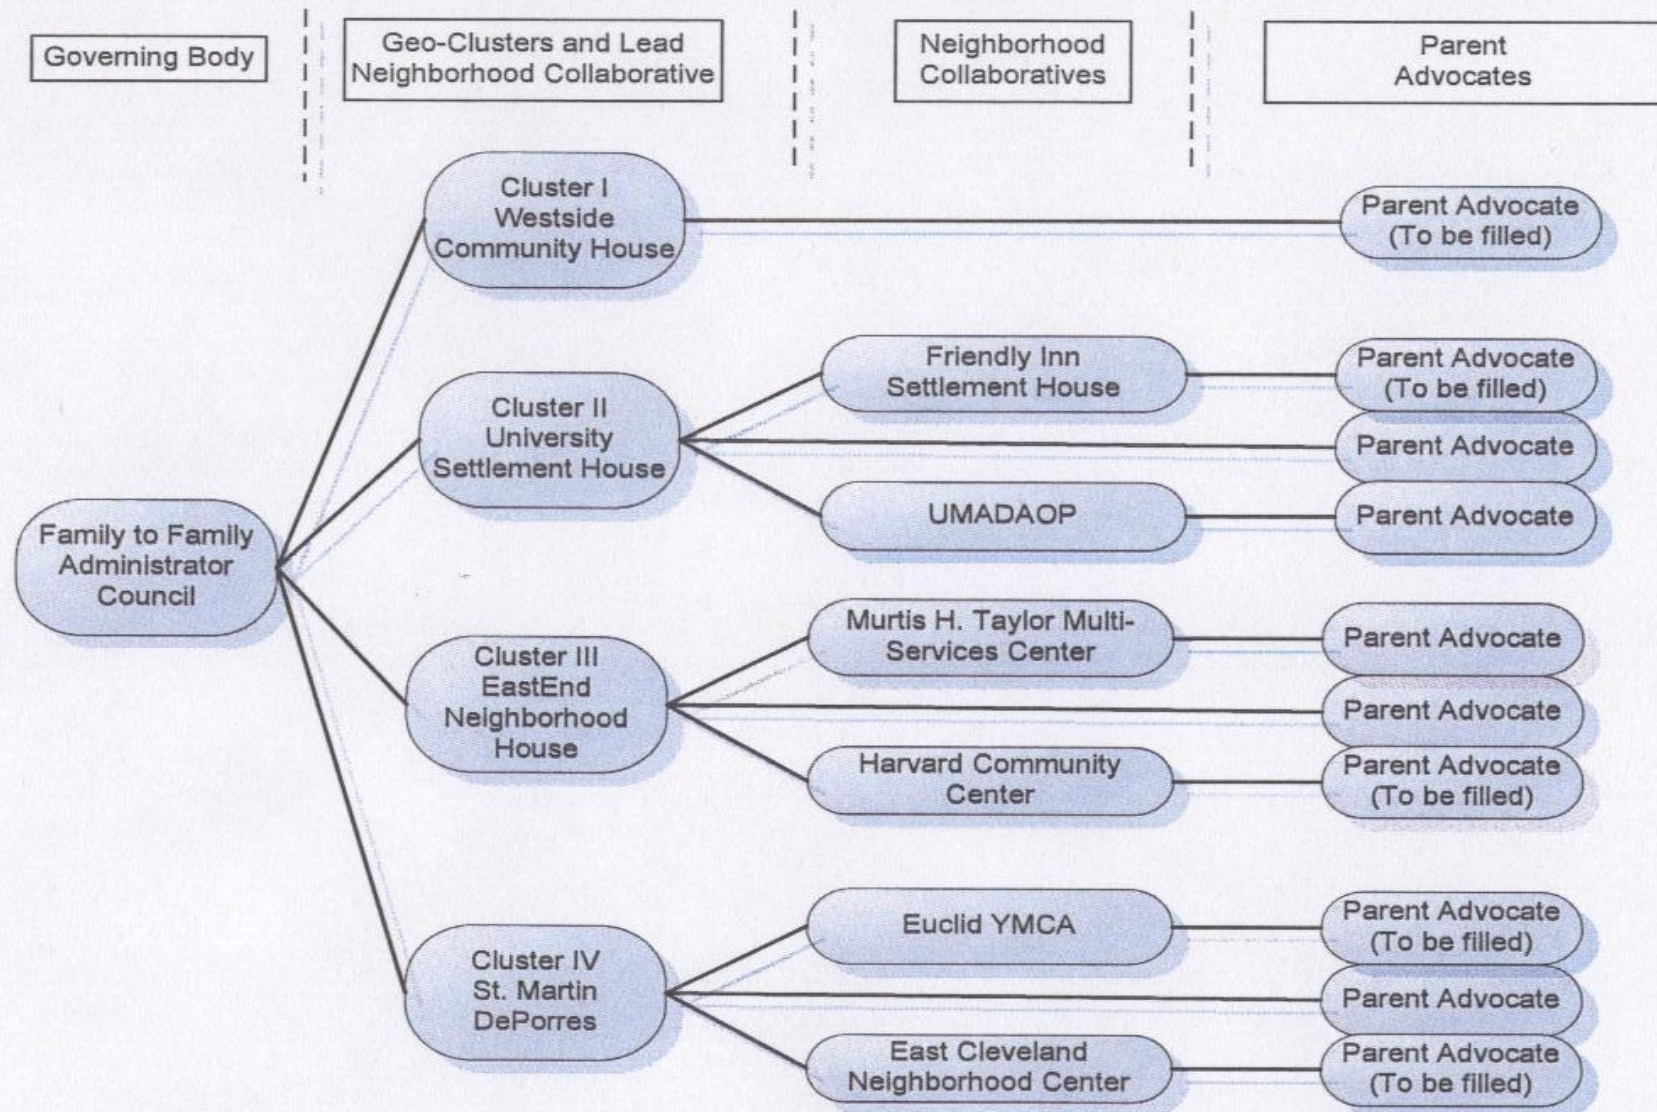 Governing Body
Geo-Clusters and Lead
Neighborhood Collaborative
Neighborhood
Collaboratives
Parent
Advocates
Family to Family
Administrator
Council
Cluster I
Westside
Community House
Parent Advocate
(To be filled)
Cluster II
University
Settlement House
Friendly Inn
Settlement House
Parent Advocate
(To be filled)
Parent Advocate
UMADAOP
Parent Advocate
Cluster III
EastEnd
Neighborhood
House
Murtis H. Taylor Multi-
Services Center
Parent Advocate
Parent Advocate
Harvard Community
Center
Parent Advocate
(To be filled)
Cluster IV
St. Martin
DePorres
Euclid YMCA
Parent Advocate
(To be filled)
Parent Advocate
East Cleveland
Neighborhood Center
Parent Advocate
(To be filled)